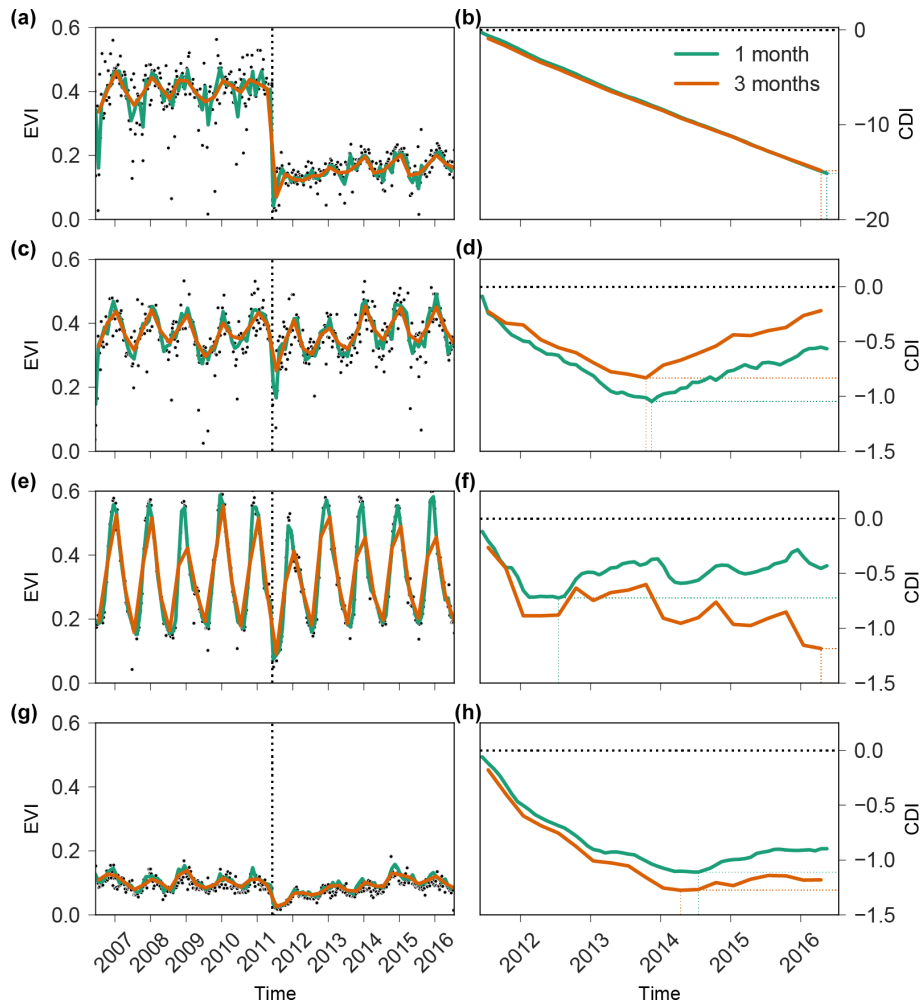 (a)
0.6
0.4
0.2
0.0
EVI
(b)
0
−10
−20
CDI
1 month
3 months
(c)
0.6
0.4
0.2
0.0
EVI
(d)
0.0
−0.5
−1.0
−1.5
CDI
(e)
0.6
0.4
0.2
0.0
EVI
(f)
0.0
−0.5
−1.0
−1.5
CDI
(g)
0.6
0.4
0.2
0.0
EVI
2007 2008 2009 2010 2011 2012 2013 2014 2015 2016
Time
(h)
0.0
−0.5
−1.0
−1.5
CDI
2012 2013 2014 2015 2016
Time